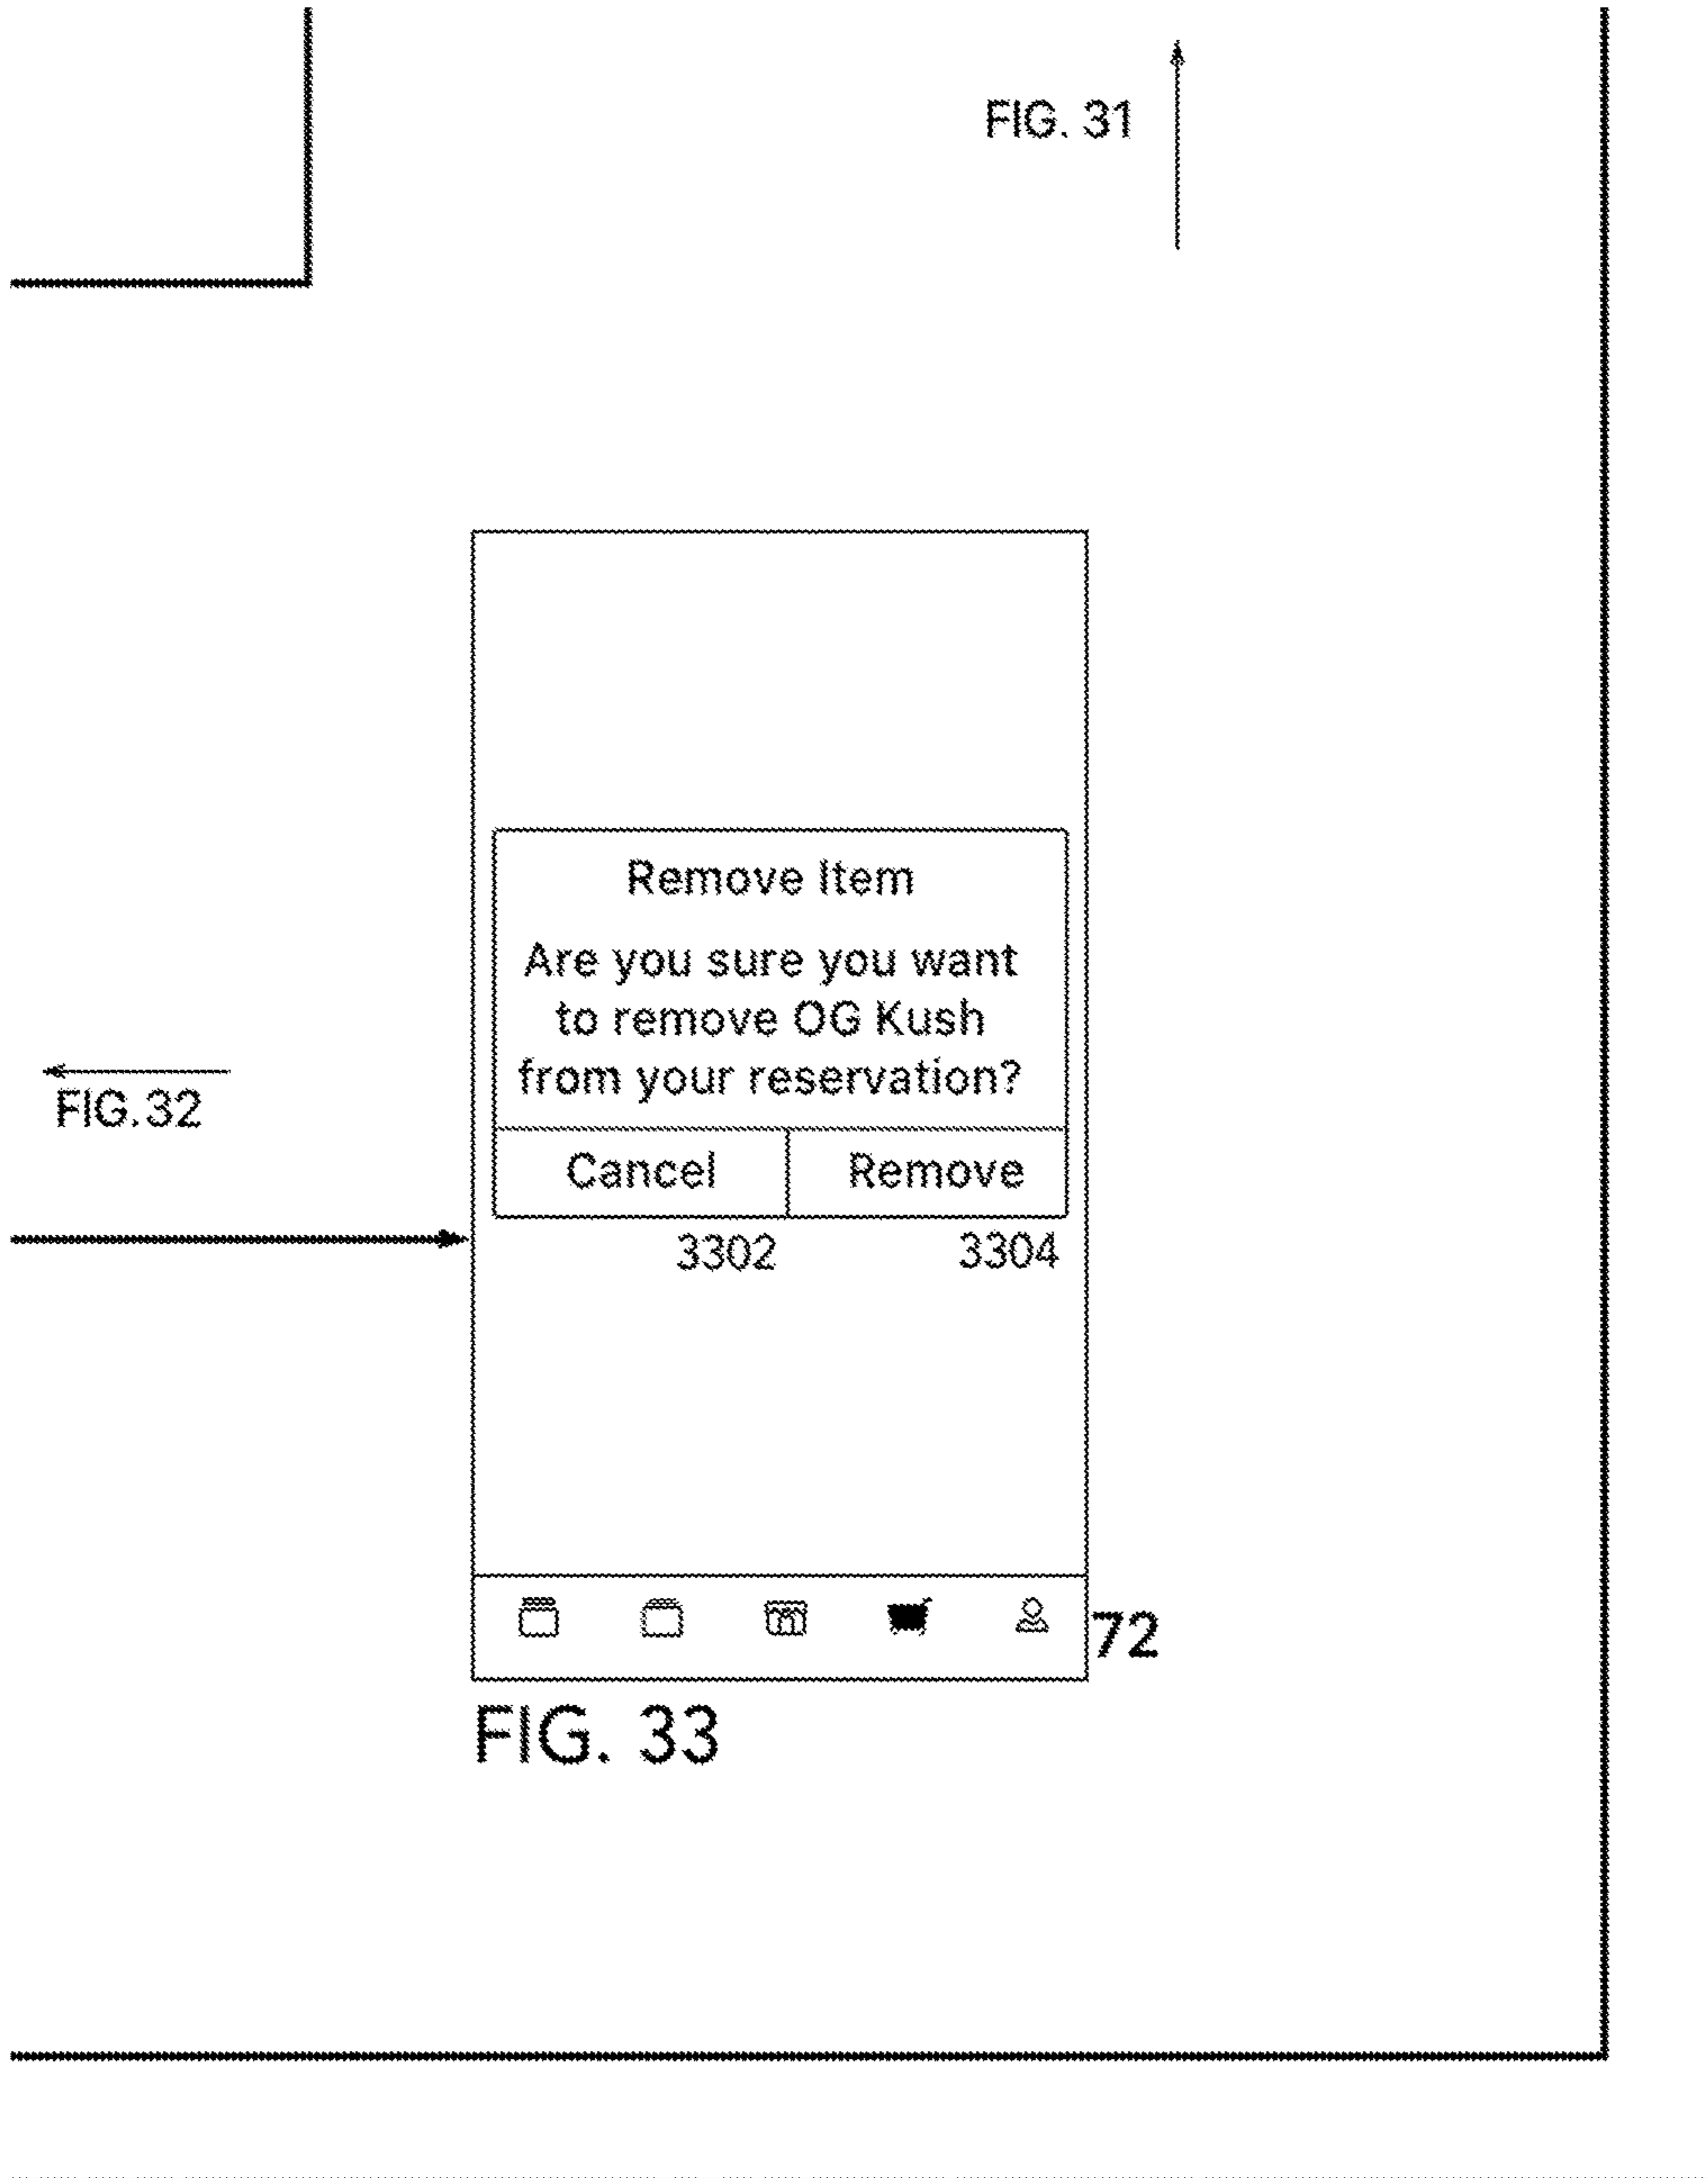 FIG. 31
Remove Item
Are you sure you want
to remove OG Kush
from your reservation?
FIG.32
Cancel
Remove
3302
3304
72
FIG. 33